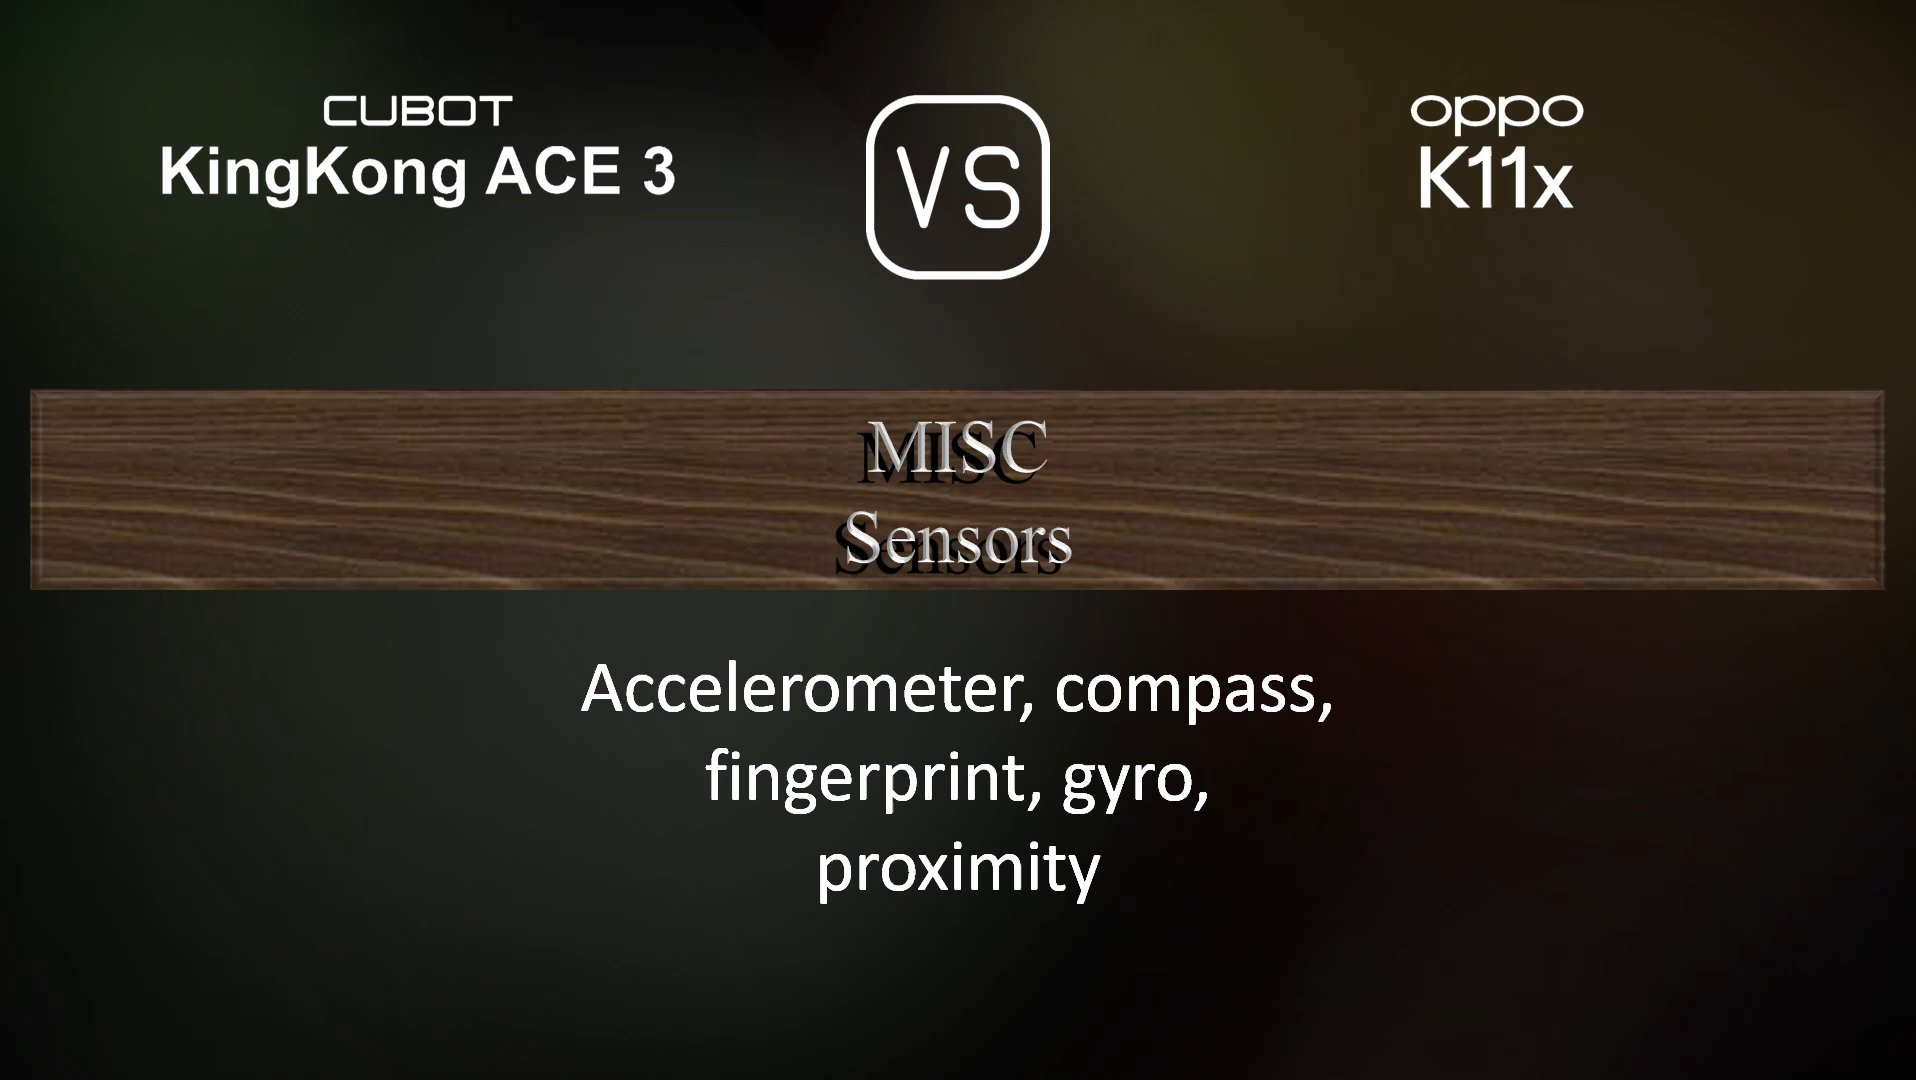 CUBOT
KingKong ACE 3
VS
oppo
K11x
MISC
Sensors
Accelerometer, compass,
fingerprint, gyro,
proximity